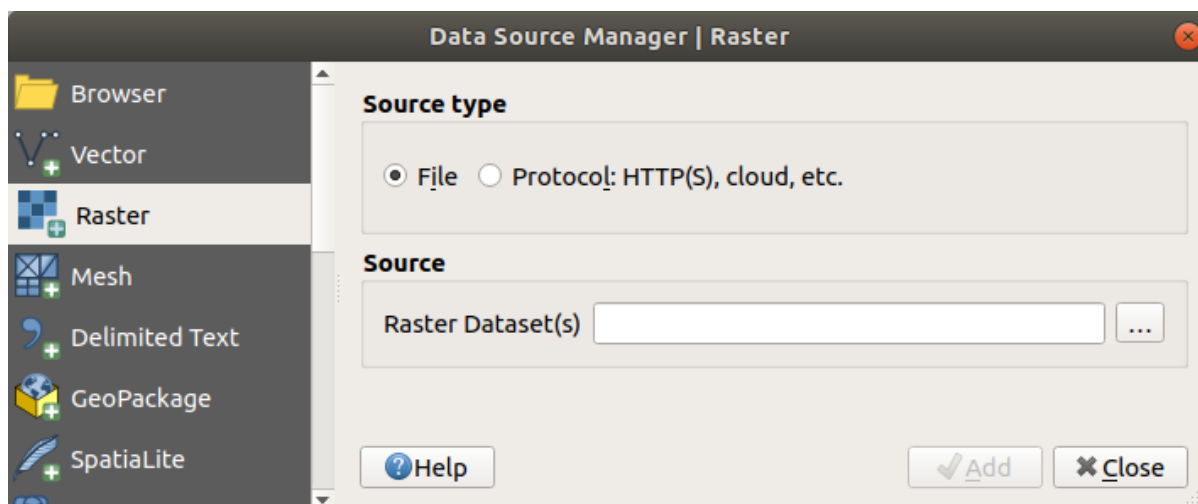 Data Source Manager | Raster
Browser
Vector
Raster
Mesh
Delimited Text
GeoPackage
SpatiaLite
Source type
File
Protocol: HTTP(S), cloud, etc.
Source
Raster Dataset(s)
...
Help
Add
Close